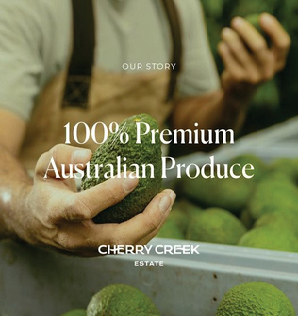 OUR STORY
100% Premium
Australian Produce
CHERRY CREEK
ESTATE